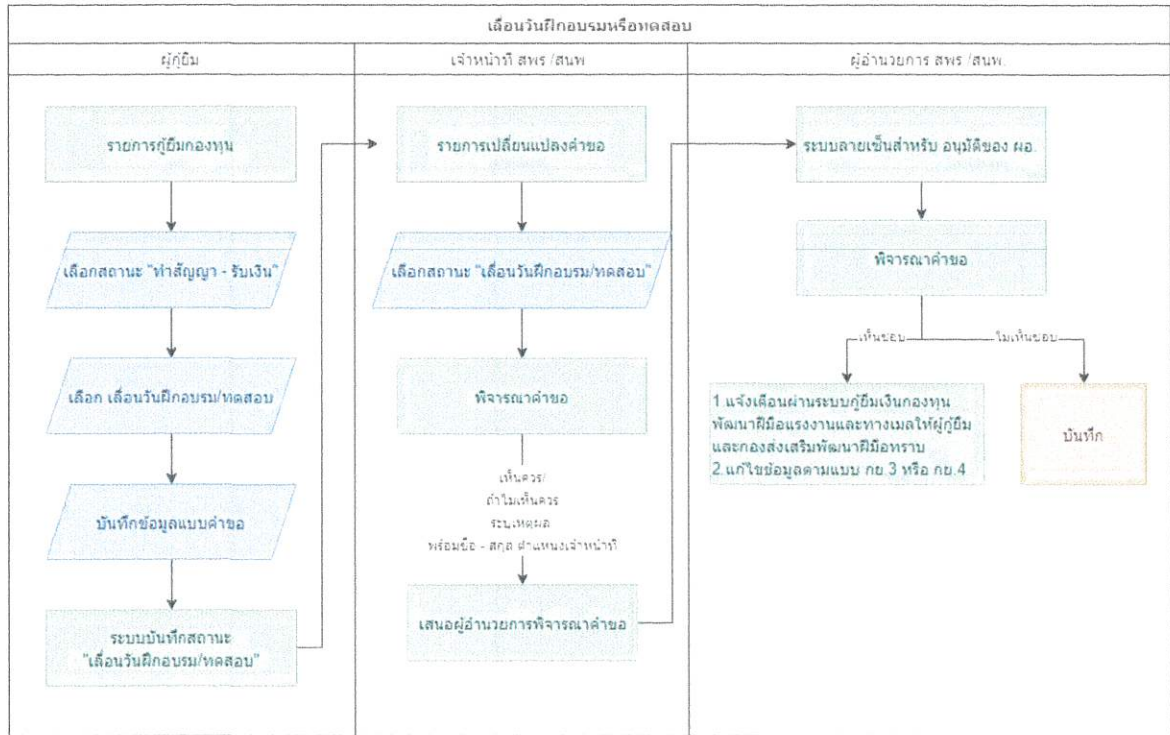 เลื่อนวันฝึกอบรมหรือทดสอบ
ผู้กู้ยืม
เจ้าหน้าที่ สพร /สนพ
ผู้อำนวยการ สพร /สนพ.
รายการกู้ยืมกองทุน
เลือกสถานะ "ทำสัญญา - รับเงิน"
เลือก เลื่อนวันฝึกอบรม/ทดสอบ
บันทึกข้อมูลแบบคำขอ
ระบบบันทึกสถานะ
"เลื่อนวันฝึกอบรม/ทดสอบ"
รายการเปลี่ยนแปลงคำขอ
เลือกสถานะ "เลื่อนวันฝึกอบรม/ทดสอบ"
พิจารณาคำขอ
เห็นควร/
ถ้าไม่เห็นควร
ระบุเหตุผล
พร้อมชื่อ - สกุล ตำแหน่งเจ้าหน้าที่
เสนอผู้อำนวยการพิจารณาคำขอ
ระบบลายเซ็นสำหรับ อนุมัติของ ผอ.
พิจารณาคำขอ
เห็นชอบ
ไม่เห็นชอบ
1.แจ้งเตือนผ่านระบบกู้ยืมเงินกองทุน
พัฒนาฝีมือแรงงานและทางเมลให้ผู้กู้ยืม
และกองส่งเสริมพัฒนาฝีมือทราบ
2.แก้ไขข้อมูลตามแบบ กย.3 หรือ กย.4
บันทึก